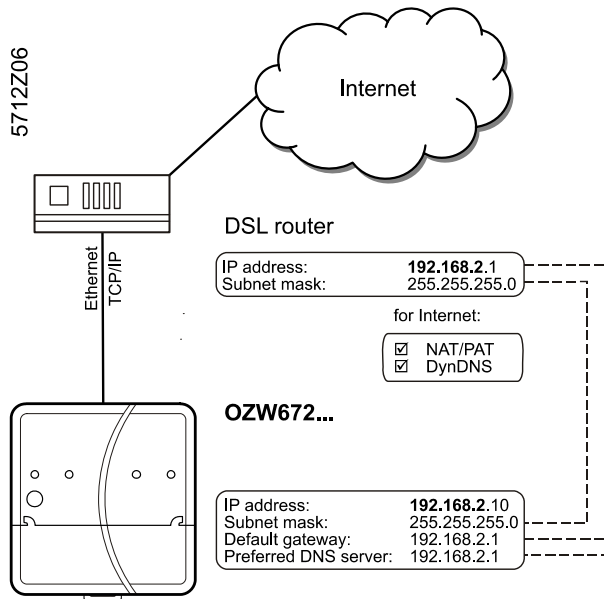 5712Z06
Internet
DSL router
Ethernet
TCP/IP
IP address: 192.168.2.1
Subnet mask: 255.255.255.0
for Internet:
☑ NAT/PAT
☑ DynDNS
OZW672...
IP address: 192.168.2.10
Subnet mask: 255.255.255.0
Default gateway: 192.168.2.1
Preferred DNS server: 192.168.2.1